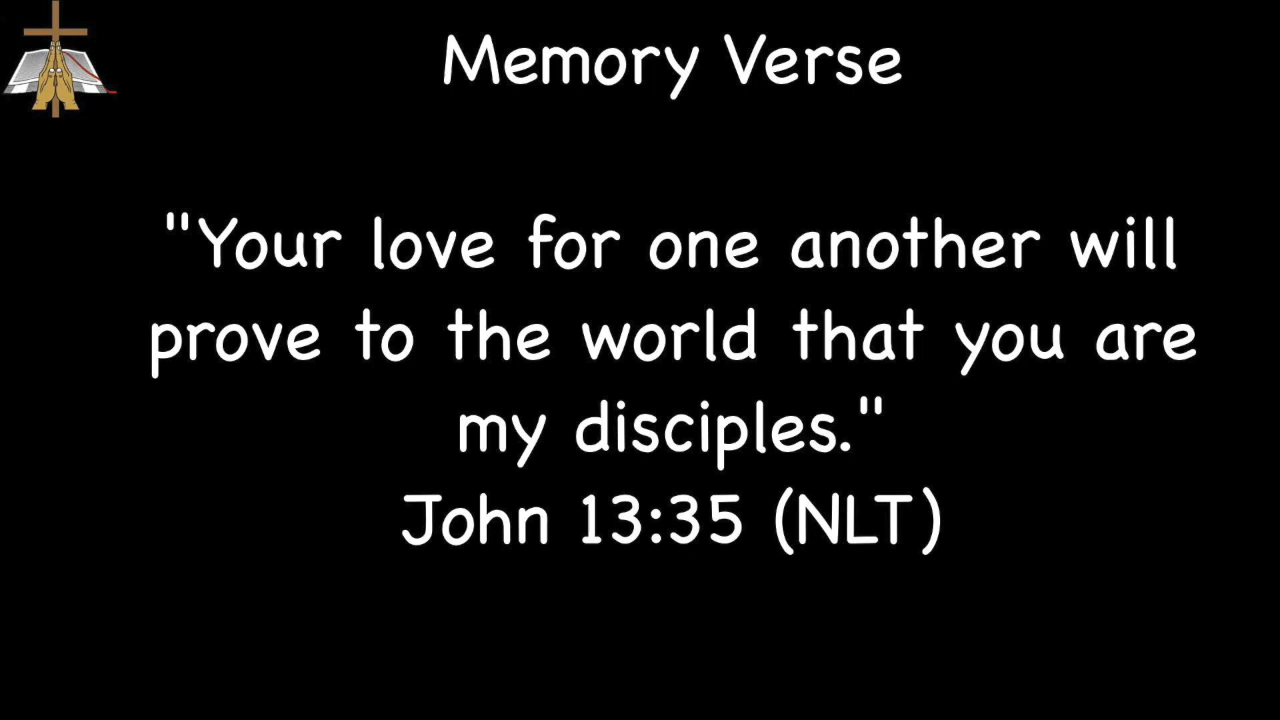 Memory Verse
"Your love for one another will
prove to the world that you are
my disciples."
John 13:35 (NLT)